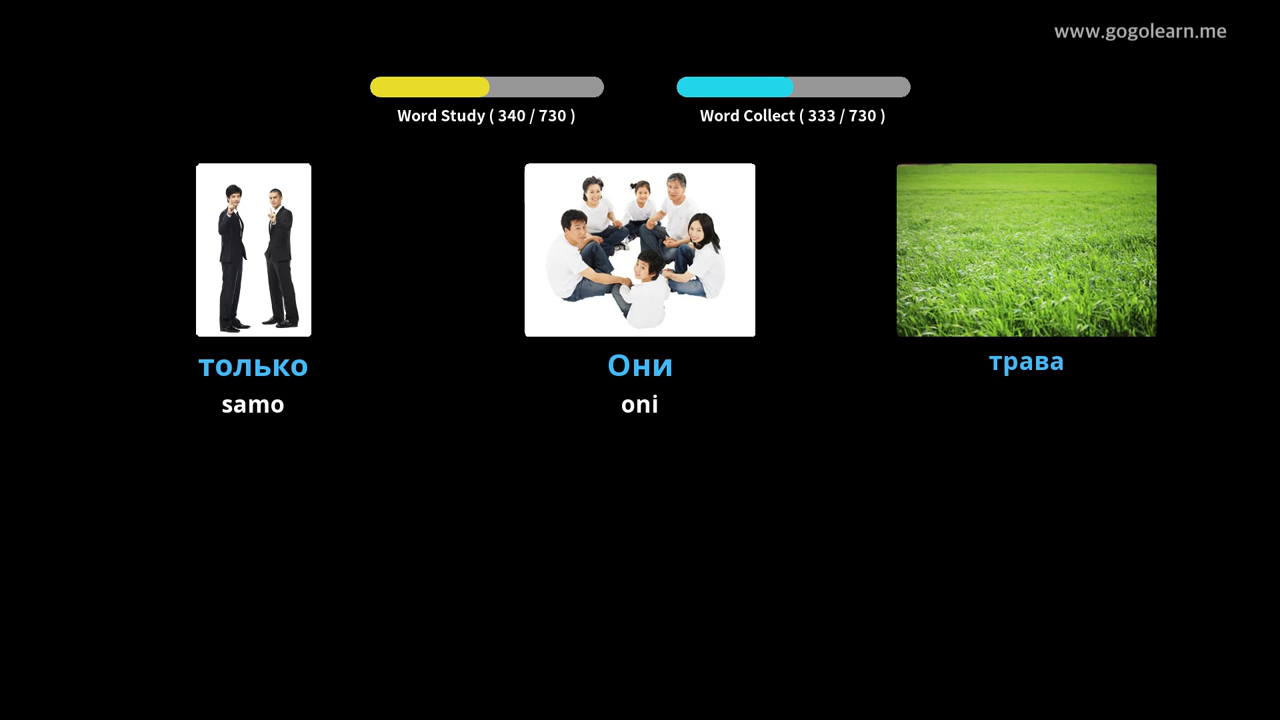 www.gogolearn.me
Word Study ( 340 / 730 )
Word Collect ( 333 / 730 )
только
Они
трава
samo
oni